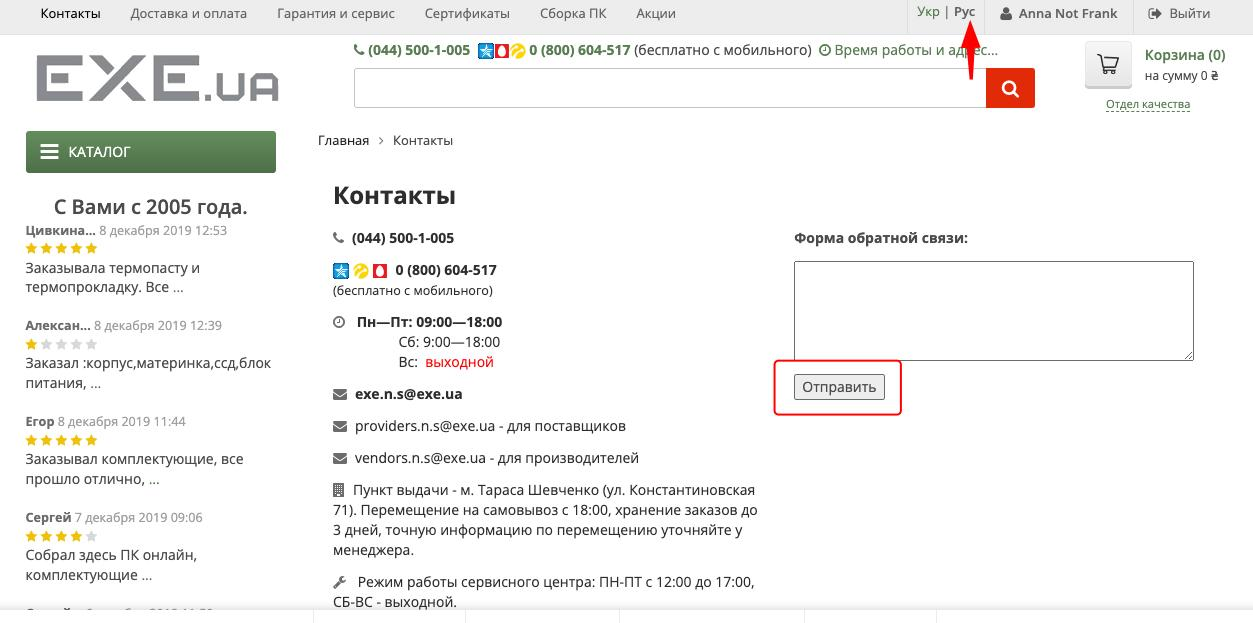 Контакты Доставка и оплата Гарантия и сервис Сертификаты Сборка ПК Акции Укр | Рус Anna Not Frank Выйти
EXE.UA
(044) 500-1-005 0 (800) 604-517 (бесплатно с мобильного) Время работы и адрес...
Корзина (0)
на сумму 0 ₴
Отдел качества
КАТАЛОГ
С Вами с 2005 года.
Цивкина... 8 декабря 2019 12:53
Заказывала термопасту и
термопрокладку. Все ...
Алексан... 8 декабря 2019 12:39
Заказал :корпус,материнка,ссд,блок
питания, ...
Егор 8 декабря 2019 11:44
Заказывал комплектующие, все
прошло отлично, ...
Сергей 7 декабря 2019 09:06
Собрал здесь ПК онлайн,
комплектующие ...
Главная > Контакты
Контакты
(044) 500-1-005
0 (800) 604-517
(бесплатно с мобильного)
Пн—Пт: 09:00—18:00
Сб: 9:00—18:00
Вс: выходной
exe.n.s@exe.ua
providers.n.s@exe.ua - для поставщиков
vendors.n.s@exe.ua - для производителей
Пункт выдачи - м. Тараса Шевченко (ул. Константиновская
71). Перемещение на самовывоз с 18:00, хранение заказов до
3 дней, точную информацию по перемещению уточняйте у
менеджера.
Режим работы сервисного центра: ПН-ПТ с 12:00 до 17:00,
СБ-ВС - выходной.
Форма обратной связи:
Отправить